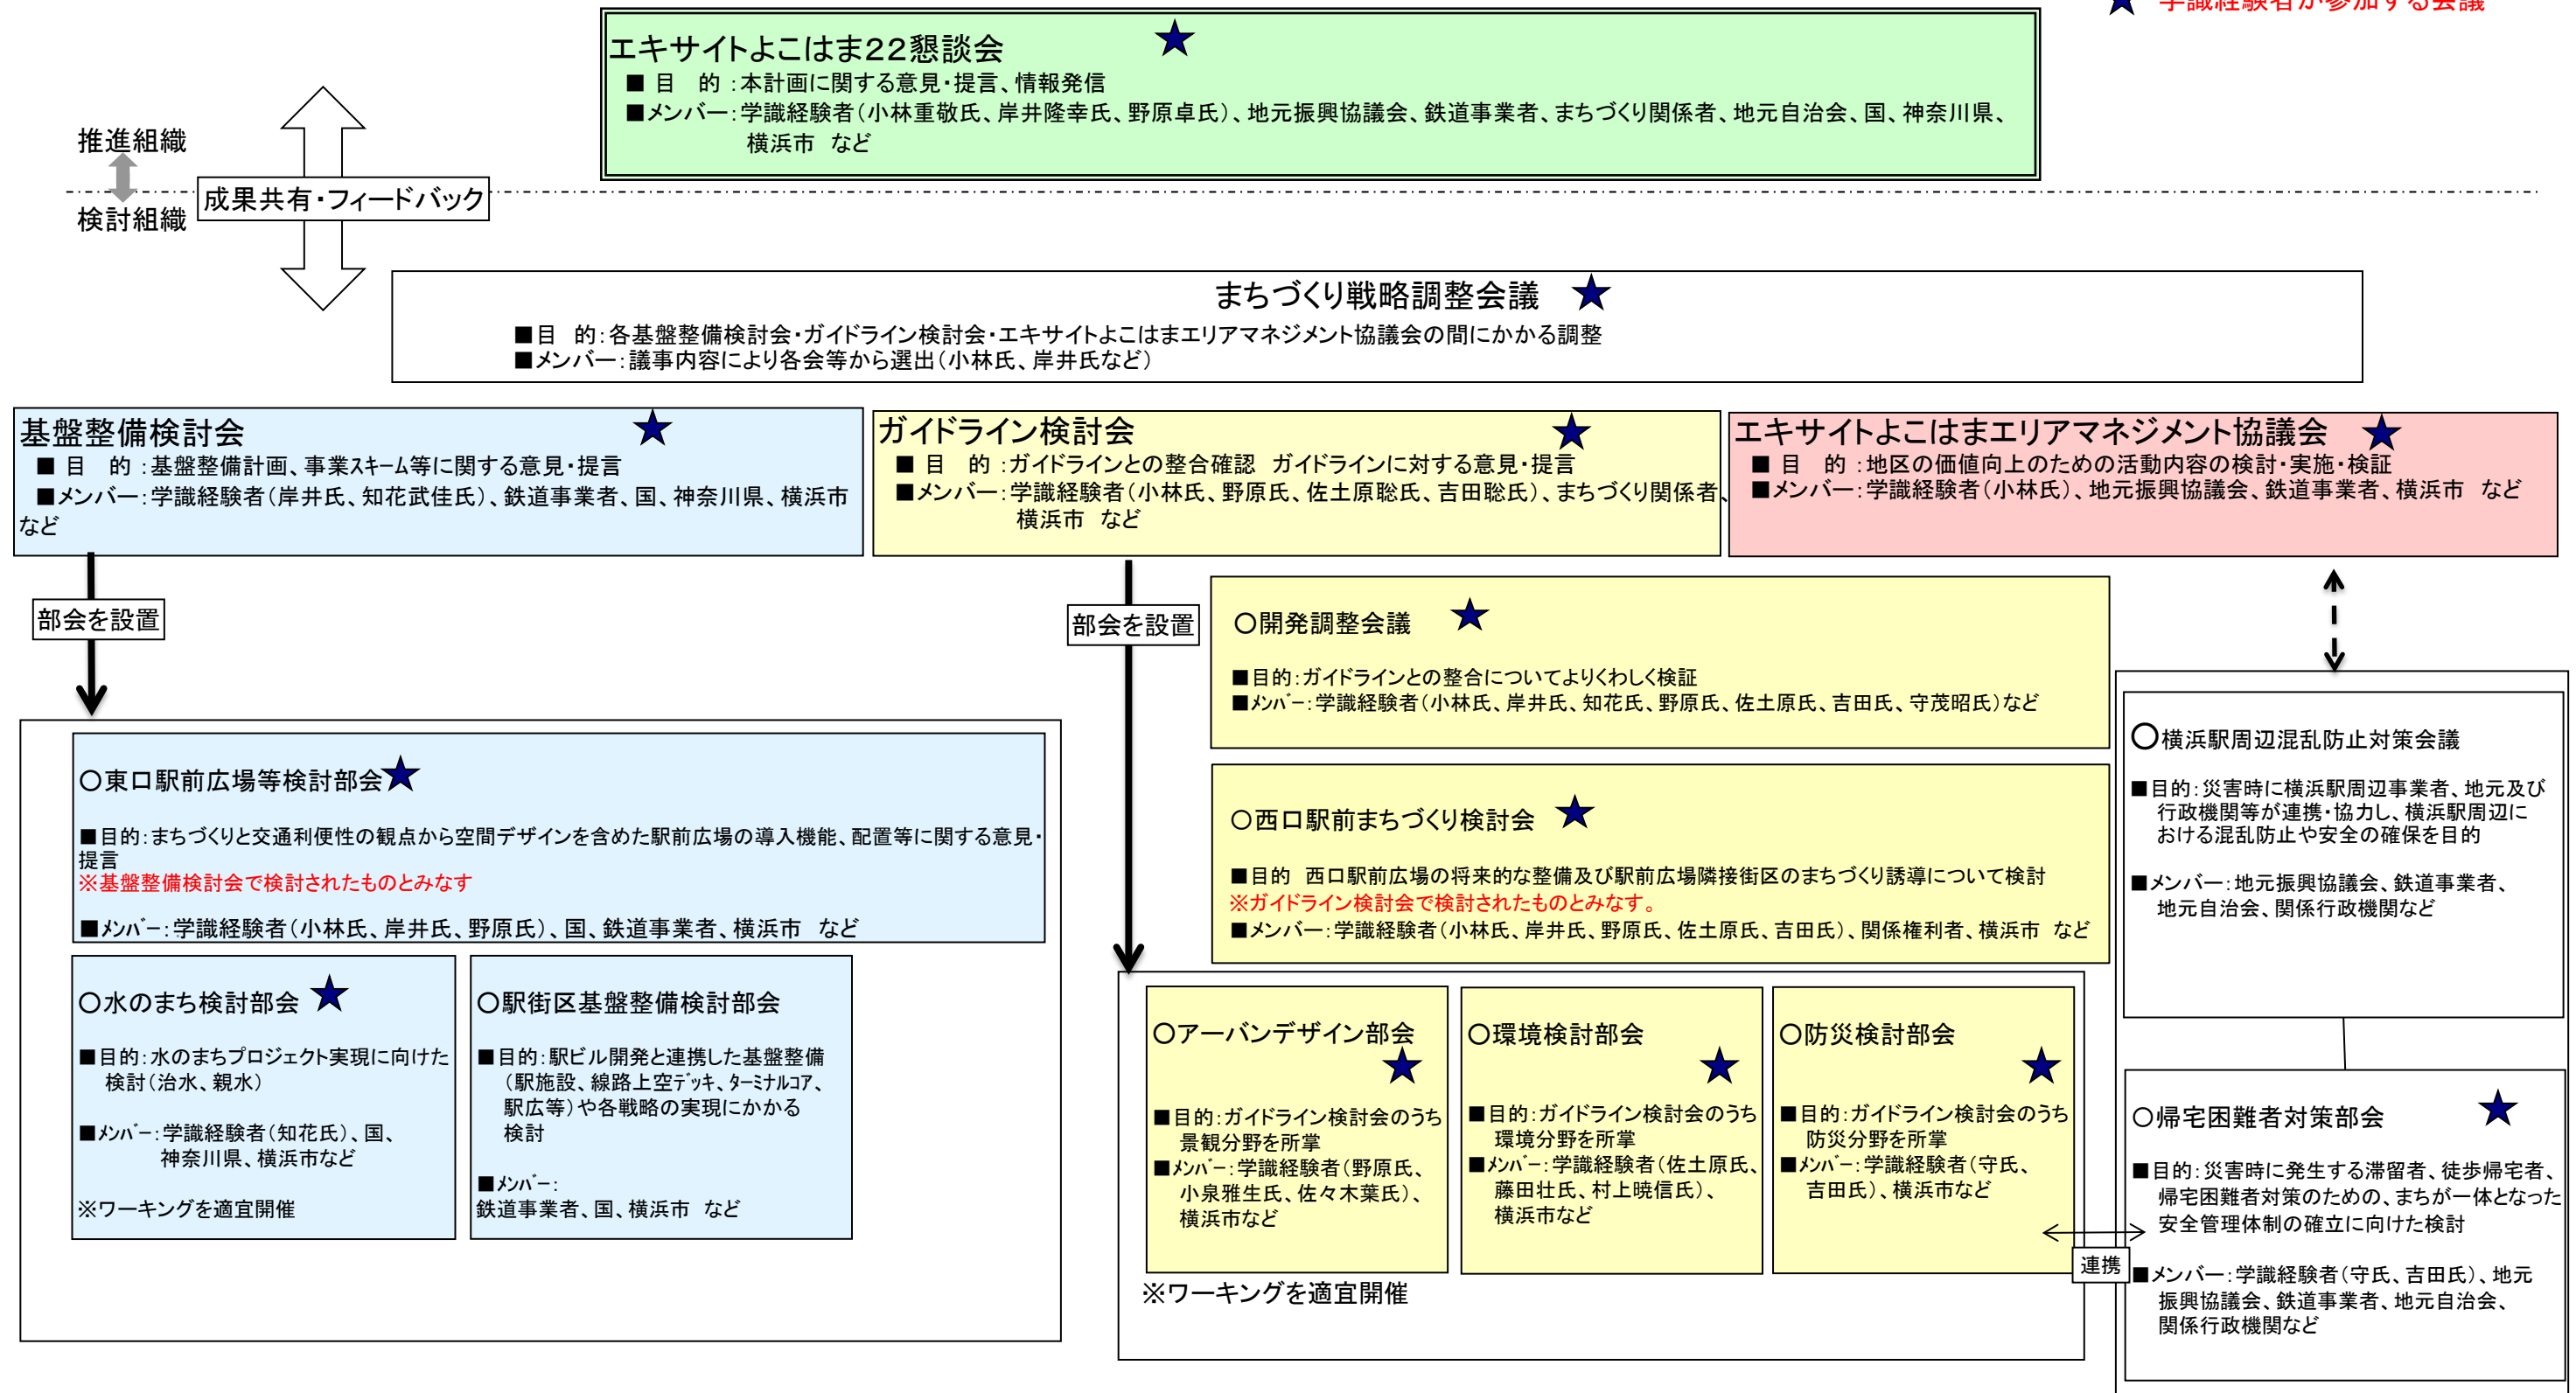 ★ 学識経験者が参加する会議
エキサイトよこはま22懇談会 ★
■ 目　的：本計画に関する意見・提言、情報発信
■メンバー：学識経験者（小林重敬氏、岸井隆幸氏、野原卓氏）、地元振興協議会、鉄道事業者、まちづくり関係者、地元自治会、国、神奈川県、
横浜市　など
推進組織
成果共有・フィードバック
検討組織
まちづくり戦略調整会議 ★
■目　的：各基盤整備検討会・ガイドライン検討会・エキサイトよこはまエリアマネジメント協議会の間にかかる調整
■メンバー：議事内容により各会等から選出（小林氏、岸井氏など）
基盤整備検討会 ★
■ 目　的：基盤整備計画、事業ｽｷｰﾑ等に関する意見・提言
■メンバー：学識経験者（岸井氏、知花武佳氏）、鉄道事業者、国、神奈川県、横浜市
など
ガイドライン検討会 ★
■ 目　的：ガイドラインとの整合確認　ガイドラインに対する意見・提言
■メンバー：学識経験者（小林氏、野原氏、佐土原聡氏、吉田聡氏）、まちづくり関係者、
横浜市　など
エキサイトよこはまエリアマネジメント協議会 ★
■ 目　的：地区の価値向上のための活動内容の検討・実施・検証
■メンバー：学識経験者（小林氏）、地元振興協議会、鉄道事業者、横浜市　など
部会を設置
○東口駅前広場等検討部会★
■目的：まちづくりと交通利便性の観点から空間デザインを含めた駅前広場の導入機能、配置等に関する意見・
提言
※基盤整備検討会で検討されたものとみなす
■ﾒﾝﾊﾞｰ：学識経験者（小林氏、岸井氏、野原氏）、国、鉄道事業者、横浜市　など
○水のまち検討部会 ★
■目的：水のまちプロジェクト実現に向けた
検討（治水、親水）
■ﾒﾝﾊﾞｰ：学識経験者（知花氏）、国、
神奈川県、横浜市など
※ワーキングを適宜開催
○駅街区基盤整備検討部会
■目的：駅ビル開発と連携した基盤整備
（駅施設、線路上空ﾃﾞｯｷ、ﾀｰﾐﾅﾙｺｱ、
駅広等）や各戦略の実現にかかる
検討
■ﾒﾝﾊﾞｰ：
鉄道事業者、国、横浜市　など
部会を設置
○開発調整会議 ★
■目的：ガイドラインとの整合についてよりくわしく検証
■ﾒﾝﾊﾞｰ：学識経験者（小林氏、岸井氏、知花氏、野原氏、佐土原氏、吉田氏、守茂昭氏）など
○西口駅前まちづくり検討会 ★
■目的　西口駅前広場の将来的な整備及び駅前広場隣接街区のまちづくり誘導について検討
※ガイドライン検討会で検討されたものとみなす。
■メンバー：学識経験者（小林氏、岸井氏、野原氏、佐土原氏、吉田氏）、関係権利者、横浜市　など
○アーバンデザイン部会
★
■目的：ガイドライン検討会のうち
景観分野を所掌
■ﾒﾝﾊﾞｰ：学識経験者（野原氏、
小泉雅生氏、佐々木葉氏）、
横浜市など
○環境検討部会
★
■目的：ガイドライン検討会のうち
環境分野を所掌
■ﾒﾝﾊﾞｰ：学識経験者（佐土原氏、
藤田壮氏、村上暁信氏）、
横浜市など
○防災検討部会
★
■目的：ガイドライン検討会のうち
防災分野を所掌
■ﾒﾝﾊﾞｰ：学識経験者（守氏、
吉田氏）、横浜市など
※ワーキングを適宜開催
連携
○横浜駅周辺混乱防止対策会議
■目的：災害時に横浜駅周辺事業者、地元及び
行政機関等が連携・協力し、横浜駅周辺に
おける混乱防止や安全の確保を目的
■メンバー：地元振興協議会、鉄道事業者、
地元自治会、関係行政機関など
○帰宅困難者対策部会 ★
■目的：災害時に発生する滞留者、徒歩帰宅者、
帰宅困難者対策のための、まちが一体となった
安全管理体制の確立に向けた検討
■メンバー：学識経験者（守氏、吉田氏）、地元
振興協議会、鉄道事業者、地元自治会、
関係行政機関など